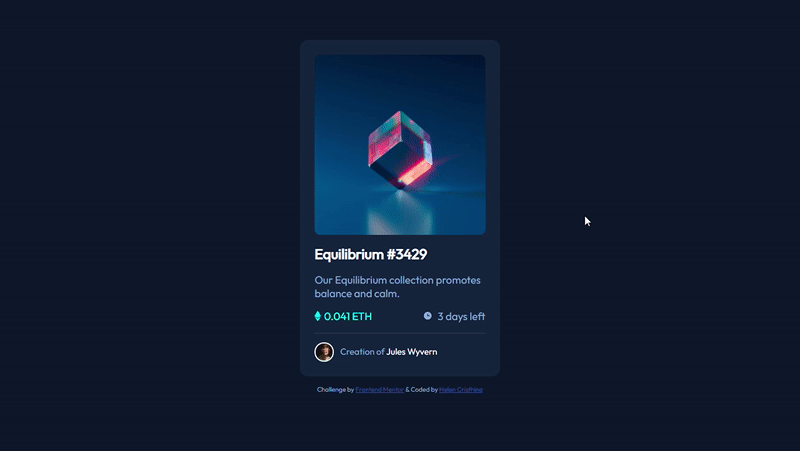 Equilibrium #3429
Our Equilibrium collection promotes
balance and calm.
0.041 ETH 3 days left
Creation of Jules Wyvern
Challenge by Frontend Mentor & Coded by Helen Cristhina